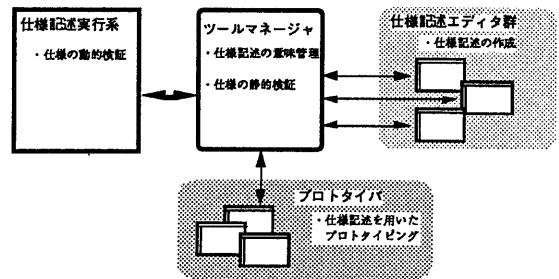 仕様記述実行系
・仕様の動的検証
ツールマネージャ
・仕様記述の意味管理
・仕様の静的検証
仕様記述エディタ群
・仕様記述の作成
プロトタイパ
・仕様記述を用いた
プロトタイピング